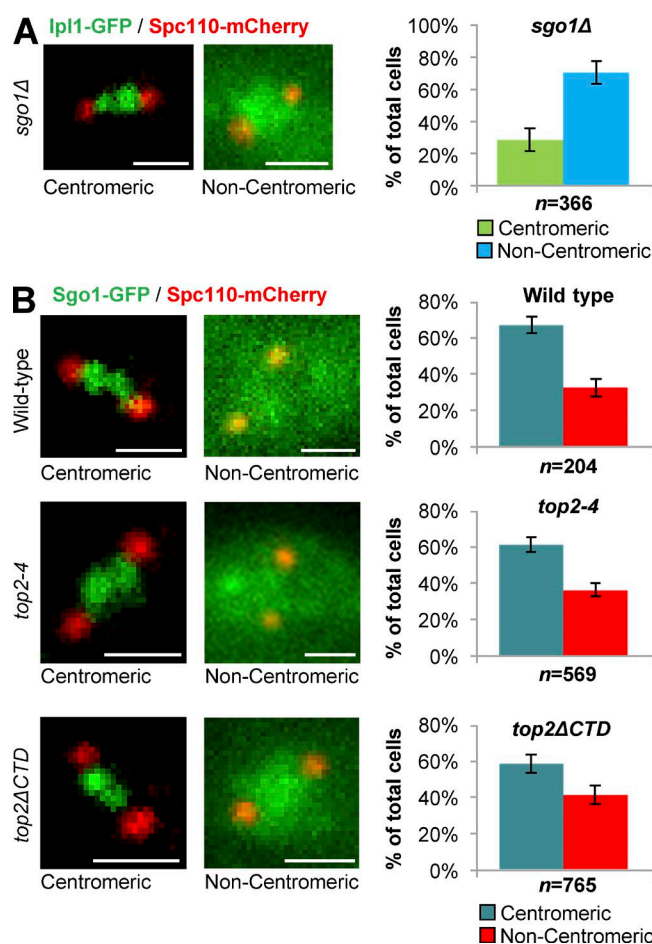 A
Ipl1-GFP / Spc110-mCherry
sgo1Δ
Centromeric
Non-Centromeric
sgo1Δ
% of total cells
100%
80%
60%
40%
20%
0%
n=366
Centromeric
Non-Centromeric
B
Sgo1-GFP / Spc110-mCherry
Wild-type
Centromeric
Non-Centromeric
Wild type
% of total cells
80%
60%
40%
20%
0%
n=204
top2-4
Centromeric
Non-Centromeric
top2-4
% of total cells
80%
60%
40%
20%
0%
n=569
top2ΔCTD
Centromeric
Non-Centromeric
top2ΔCTD
% of total cells
80%
60%
40%
20%
0%
n=765
Centromeric
Non-Centromeric